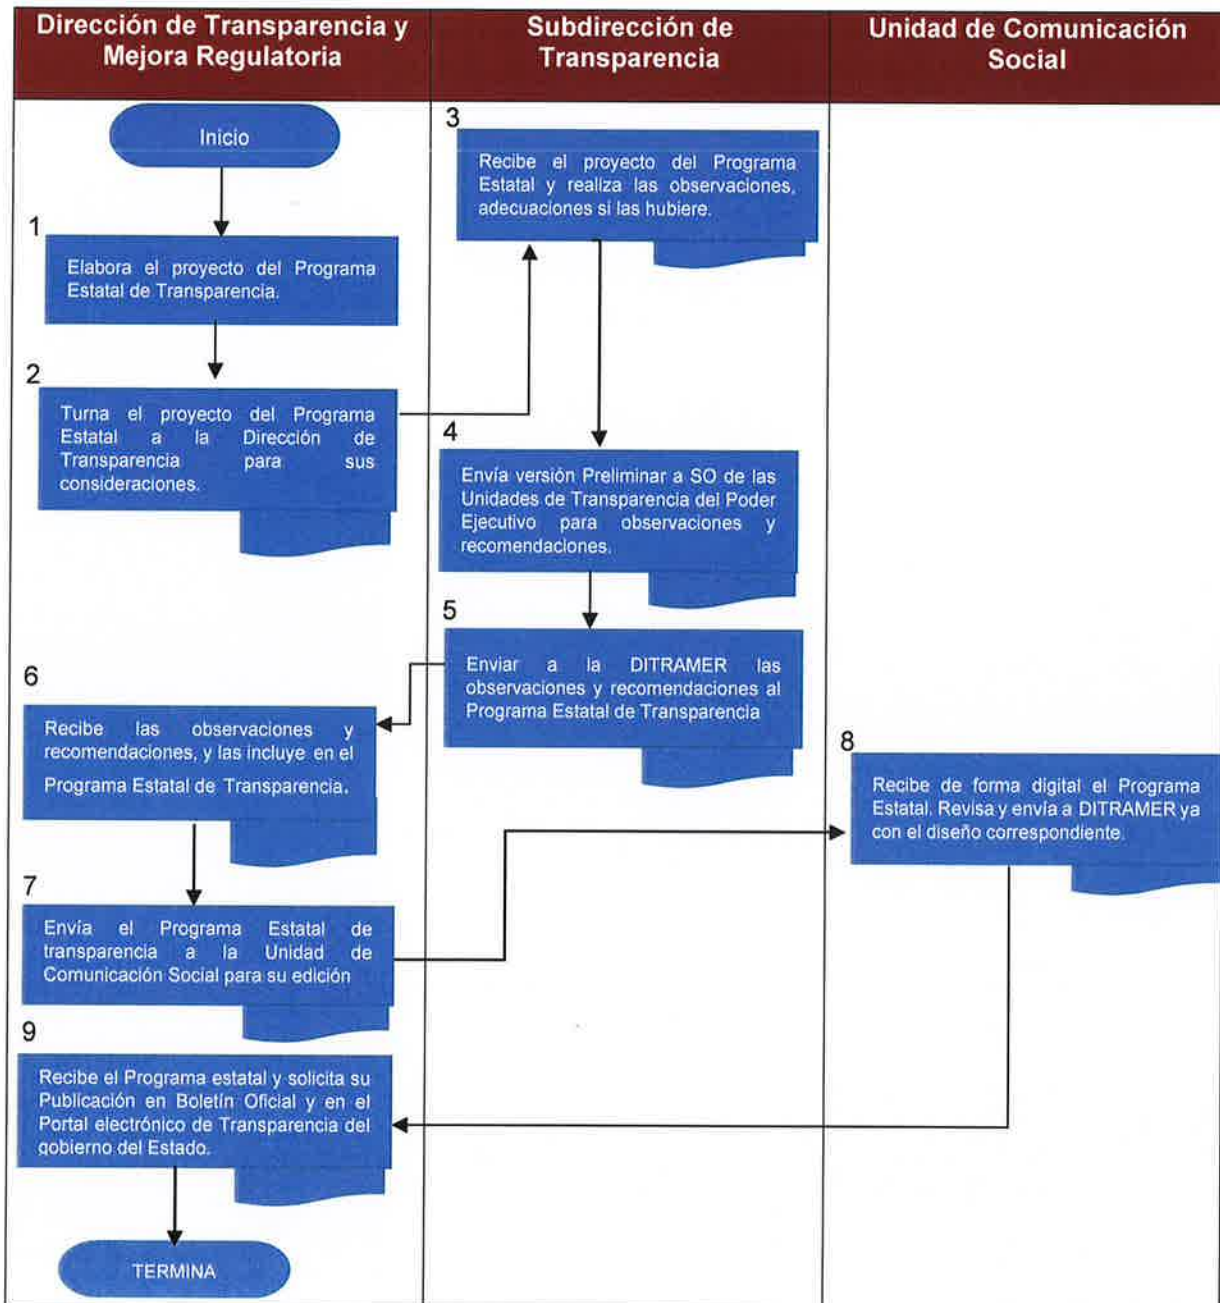 Dirección de Transparencia y
Mejora Regulatoria
Subdirección de
Transparencia
Unidad de Comunicación
Social
Inicio
1
Elabora el proyecto del Programa
Estatal de Transparencia.
2
Turna el proyecto del Programa
Estatal a la Dirección de
Transparencia para sus
consideraciones.
3
Recibe el proyecto del Programa
Estatal y realiza las observaciones,
adecuaciones si las hubiere.
4
Envía versión Preliminar a SO de las
Unidades de Transparencia del Poder
Ejecutivo para observaciones y
recomendaciones.
5
Enviar a la DITRAMER las
observaciones y recomendaciones al
Programa Estatal de Transparencia
6
Recibe las observaciones y
recomendaciones, y las incluye en el
Programa Estatal de Transparencia.
7
Envía el Programa Estatal de
transparencia a la Unidad de
Comunicación Social para su edición
8
Recibe de forma digital el Programa
Estatal. Revisa y envía a DITRAMER ya
con el diseño correspondiente.
9
Recibe el Programa estatal y solicita su
Publicación en Boletín Oficial y en el
Portal electrónico de Transparencia del
gobierno del Estado.
TERMINA